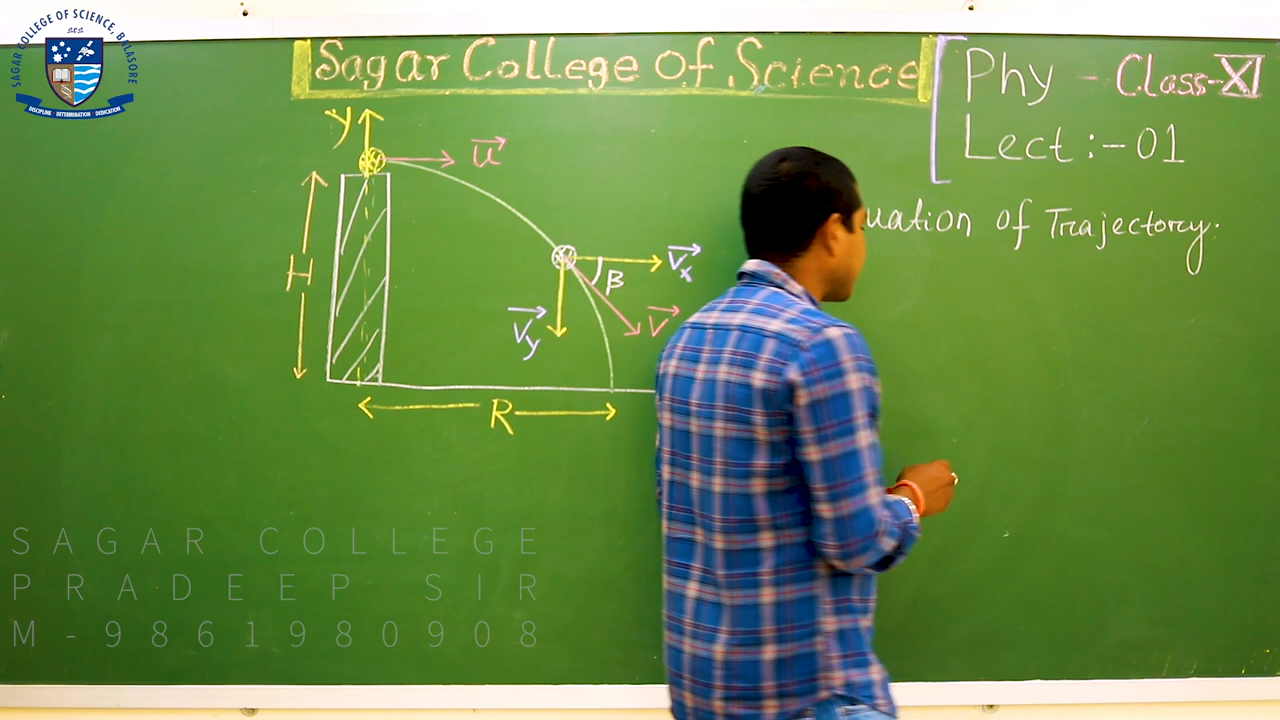 SAGAR COLLEGE OF SCIENCE, BALASORE
SCS
DISCIPLINE · DETERMINATION · DEDICATION
Sagar College Of Science
Phy - Class-XI
Lect :- 01
uation of Trajectory:
y
u
H
β
Vx
Vy
V
R
SAGAR COLLEGE
PRADEEP SIR
M-9861980908